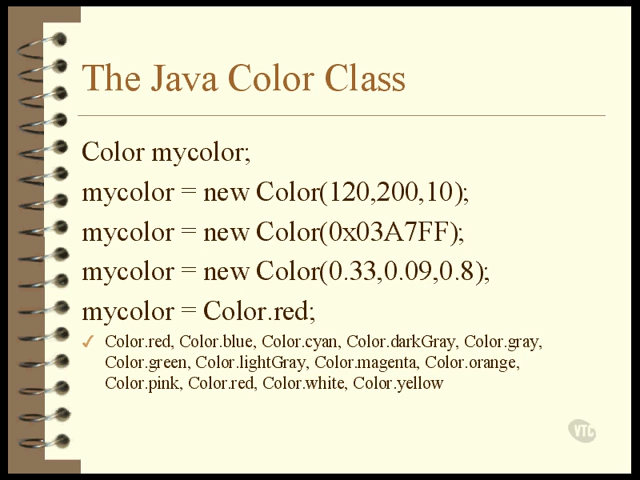 The Java Color Class
Color mycolor;
mycolor = new Color(120,200,10);
mycolor = new Color(0x03A7FF);
mycolor = new Color(0.33,0.09,0.8);
mycolor = Color.red;
✓ Color.red, Color.blue, Color.cyan, Color.darkGray, Color.gray,
Color.green, Color.lightGray, Color.magenta, Color.orange,
Color.pink, Color.red, Color.white, Color.yellow
VTC